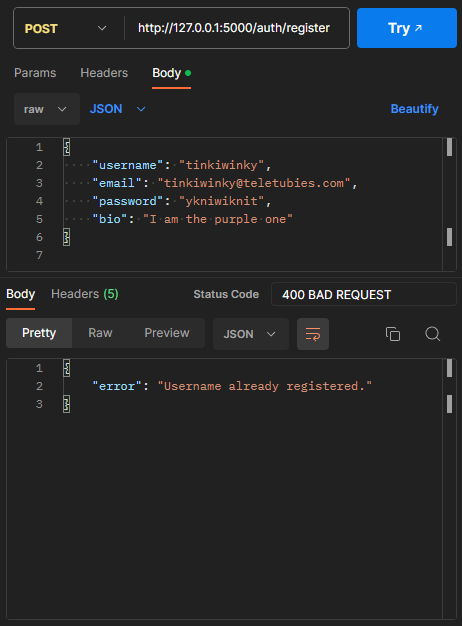 POST http://127.0.0.1:5000/auth/register Try ↗
Params Headers Body
raw JSON Beautify
1 {
2 "username": "tinkiwinky",
3 "email": "tinkiwinky@teletubies.com",
4 "password": "ykniwiknit",
5 "bio": "I am the purple one"
6 }
7
Body Headers (5) Status Code 400 BAD REQUEST
Pretty Raw Preview JSON
1 {
2 "error": "Username already registered."
3 }